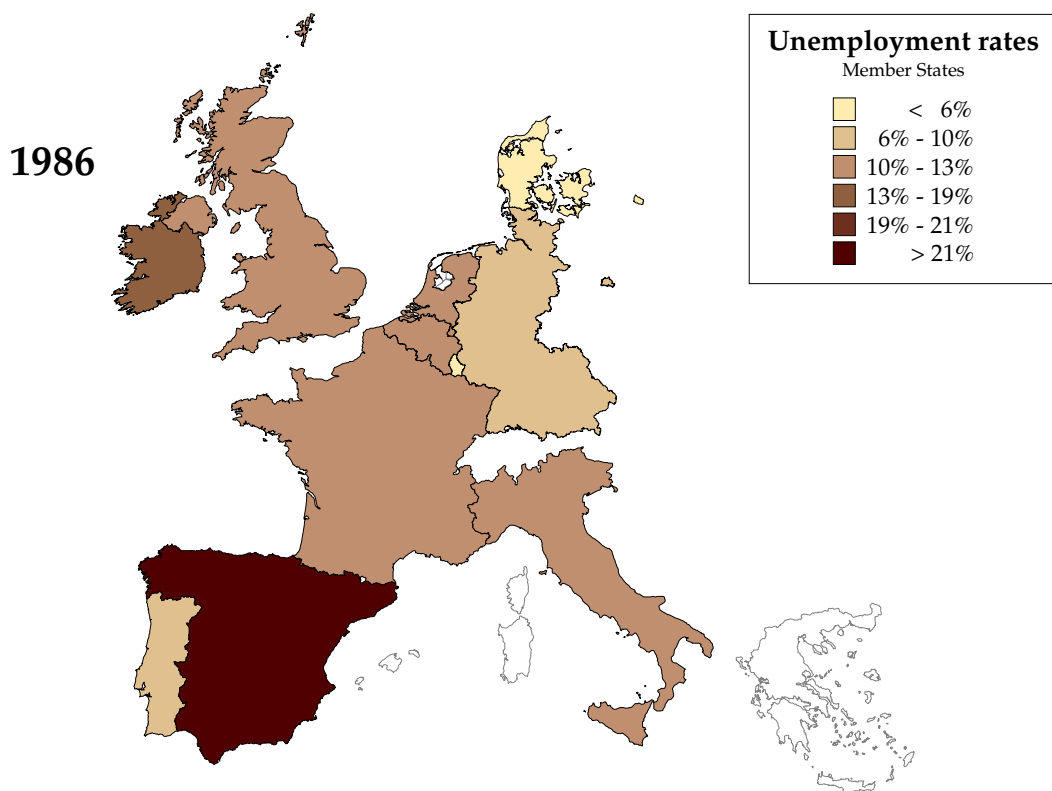 1986
Unemployment rates
Member States
< 6%
6% - 10%
10% - 13%
13% - 19%
19% - 21%
> 21%